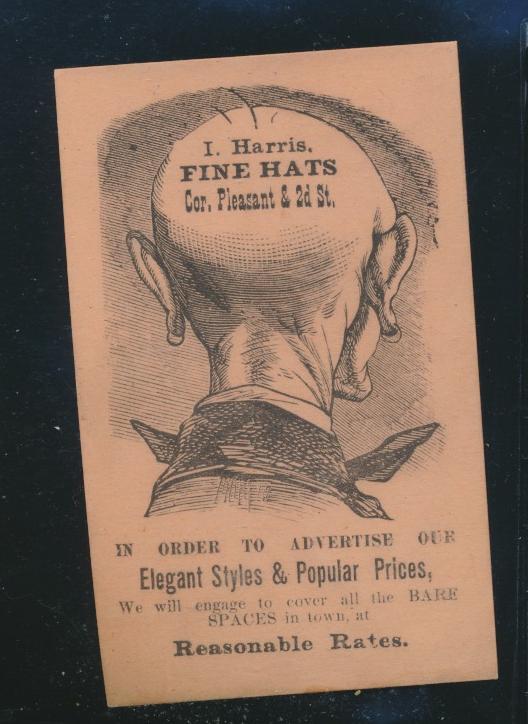 I. Harris.
FINE HATS
Cor. Pleasant & 2d St.
IN ORDER TO ADVERTISE OUR
Elegant Styles & Popular Prices,
We will engage to cover all the BARE
SPACES in town, at
Reasonable Rates.